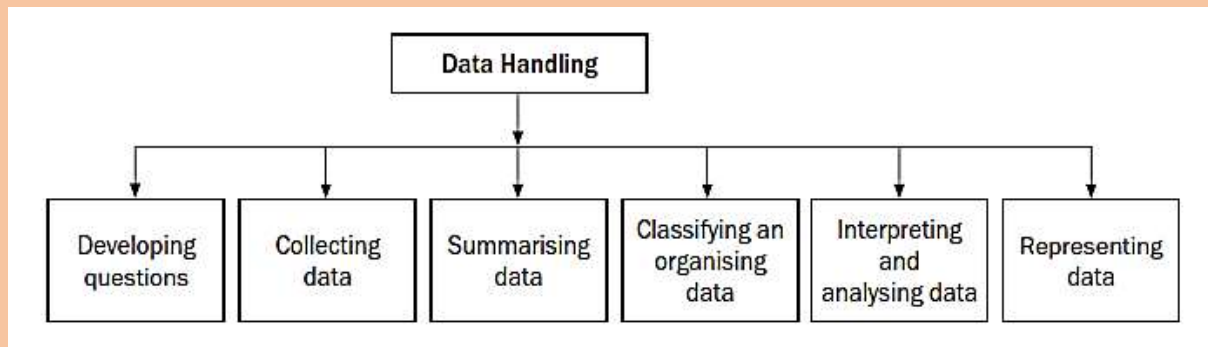 Data Handling
Developing
questions
Collecting
data
Summarising
data
Classifying an
organising
data
Interpreting
and
analysing data
Representing
data